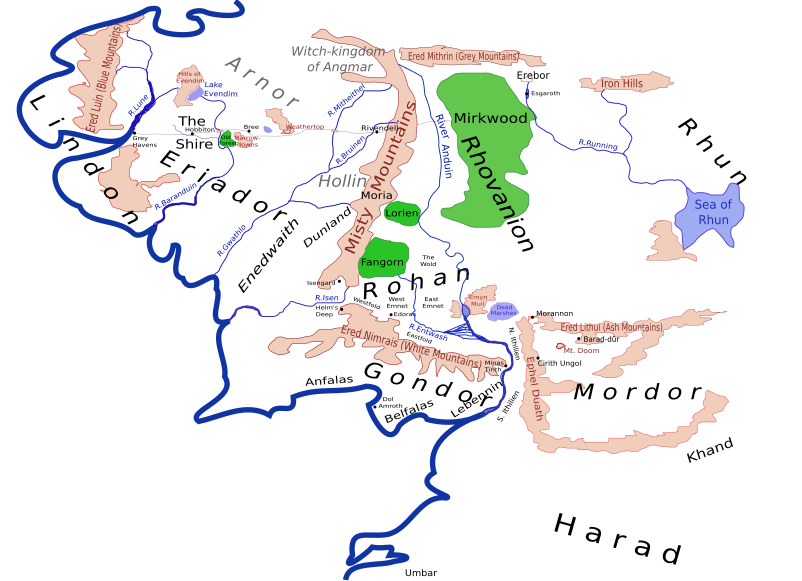 Witch-kingdom
of Angmar
Ered Mithrin (Grey Mountains)
Erebor
Esgaroth
Iron Hills
Ered Luin (Blue Mountains)
Hills of
Evendim
Lake
Evendim
Arnor
R.Lune
R.Mitheithel
Mirkwood
Rhun
Lindon
The
Shire
Hobbiton
Bree
Old
Forest
Barrow-
Downs
Weathertop
Rivendell
Grey
Havens
R.Bruinen
River Anduin
R.Running
Eriador
Rhovanion
Misty Mountains
Hollin
Moria
R.Baranduin
Lorien
Sea of
Rhun
Dunland
Enedwaith
R.Gwathlo
Fangorn
The
Wold
Rohan
Isengard
R.Isen
Westfold
West
Emnet
East
Emnet
Emyn
Muil
Dead
Marshes
Helm's
Deep
Edoras
Morannon
R.Entwash
Eastfold
Ered Nimrais (White Mountains)
N. Ithilien
Ered Lithui (Ash Mountains)
Barad-dûr
Mt. Doom
Cirith Ungol
Minas
Tirith
Ephel Duath
Gondor
Anfalas
Mordor
Dol
Amroth
Belfalas
Lebennin
S. Ithilien
Khand
Harad
Umbar